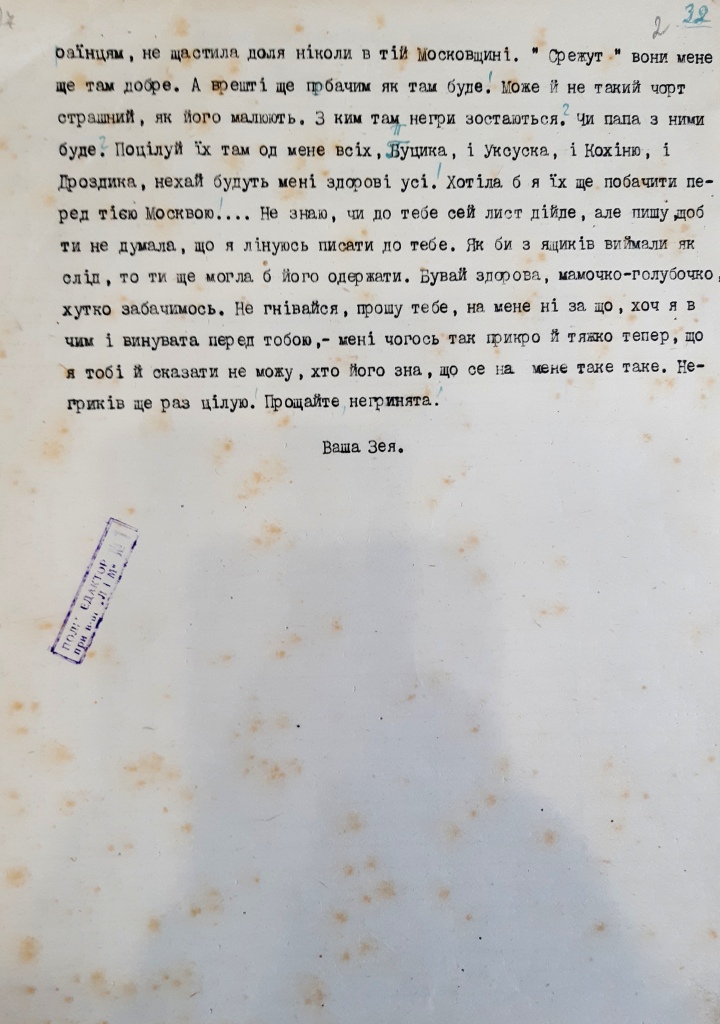 2 32
раїнцям, не щастила доля ніколи в тій Московщині. " Срежут " вони мене
ще там добре. А врешті ще прбачим як там буде! Може й не такий чорт
страшний, як його малюють. З ким там негри зостаються? Чи папа з ними
буде? Поцілуй їх там од мене всіх, Пуцика, і Уксуска, і Кохіню, і
Дроздика, нехай будуть мені здорові усі! Хотіла б я їх ще побачити пе-
ред тією Москвою!.... Не знаю, чи до тебе сей лист дійде, але пишу, щоб
ти не думала, що я лінуюсь писати до тебе. Як би з ящиків виймали як
слід, то ти ще могла б його одержати. Бувай здорова, мамочко-голубочко,
хутко забачимось. Не гнівайся, прошу тебе, на мене ні за що, хоч я в
чим і винувата перед тобою,- мені чогось так прикро й тяжко тепер, що
я тобі й сказати не можу, хто його зна, що се на мене таке таке. Не-
гриків ще раз цілую! Прощайте, негринята!
Ваша Зея.
ЕДАКТОР
при